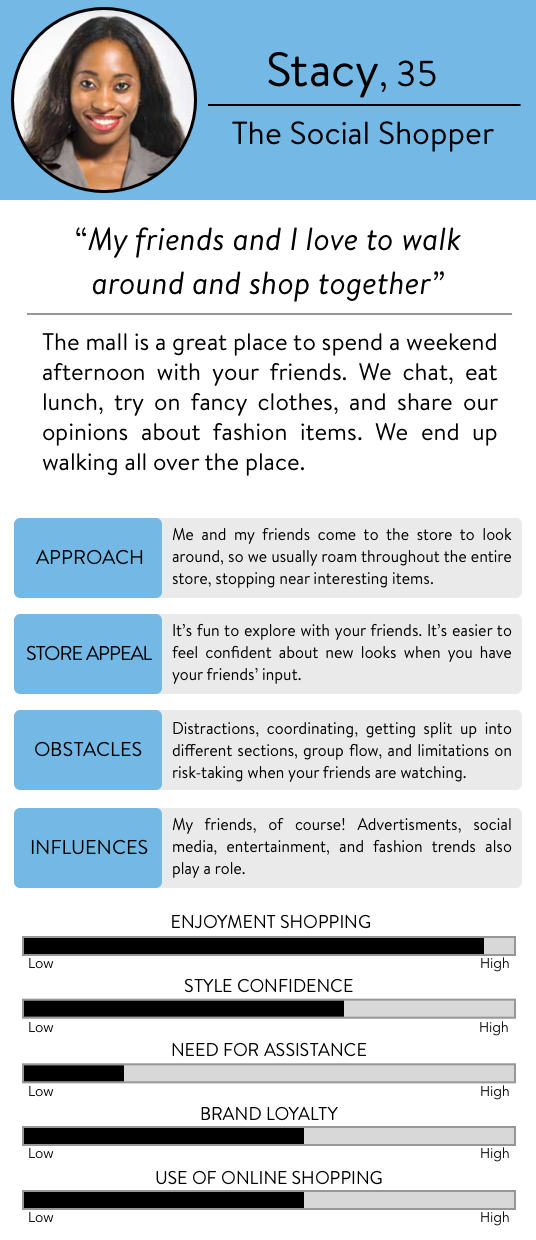 Stacy, 35
The Social Shopper
“My friends and I love to walk
around and shop together”
The mall is a great place to spend a weekend
afternoon with your friends. We chat, eat
lunch, try on fancy clothes, and share our
opinions about fashion items. We end up
walking all over the place.
APPROACH
Me and my friends come to the store to look
around, so we usually roam throughout the entire
store, stopping near interesting items.
STORE APPEAL
It’s fun to explore with your friends. It’s easier to
feel confident about new looks when you have
your friends’ input.
OBSTACLES
Distractions, coordinating, getting split up into
different sections, group flow, and limitations on
risk-taking when your friends are watching.
INFLUENCES
My friends, of course! Advertisments, social
media, entertainment, and fashion trends also
play a role.
ENJOYMENT SHOPPING
Low High
STYLE CONFIDENCE
Low High
NEED FOR ASSISTANCE
Low High
BRAND LOYALTY
Low High
USE OF ONLINE SHOPPING
Low High